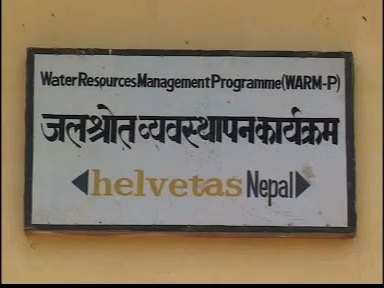 Water Resources Management Programme (WARM-P)
जलश्रोत व्यवस्थापन कार्यक्रम
helvetas Nepal